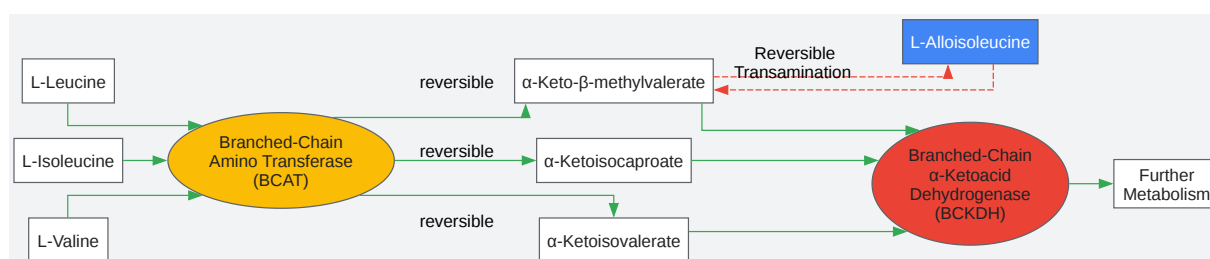 L-Leucine
L-Isoleucine
L-Valine
Branched-Chain
Amino Transferase
(BCAT)
reversible
reversible
reversible
α-Keto-β-methylvalerate
α-Ketoisocaproate
α-Ketoisovalerate
Reversible
Transamination
L-Alloisoleucine
Branched-Chain
α-Ketoacid
Dehydrogenase
(BCKDH)
Further
Metabolism